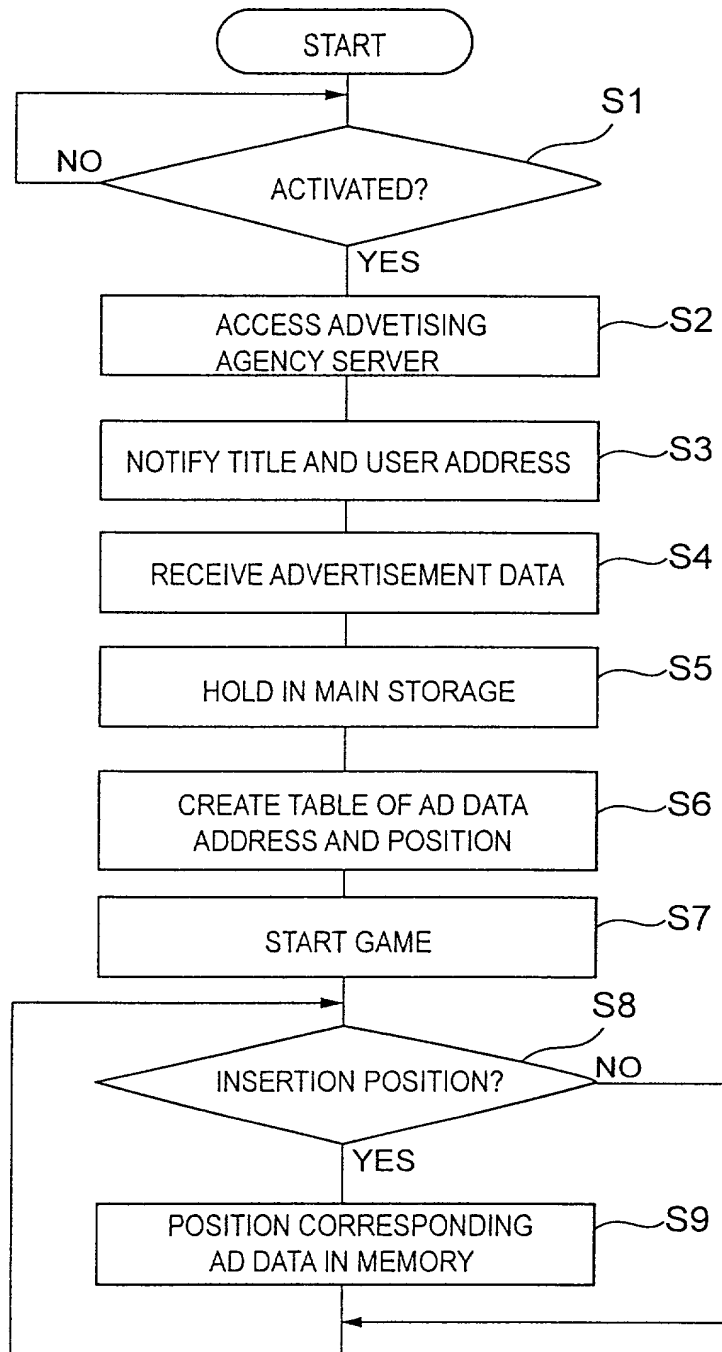 START
S1
NO
ACTIVATED?
YES
ACCESS ADVETISING
AGENCY SERVER
S2
NOTIFY TITLE AND USER ADDRESS
S3
RECEIVE ADVERTISEMENT DATA
S4
HOLD IN MAIN STORAGE
S5
CREATE TABLE OF AD DATA
ADDRESS AND POSITION
S6
START GAME
S7
S8
INSERTION POSITION?
NO
YES
POSITION CORRESPONDING
AD DATA IN MEMORY
S9